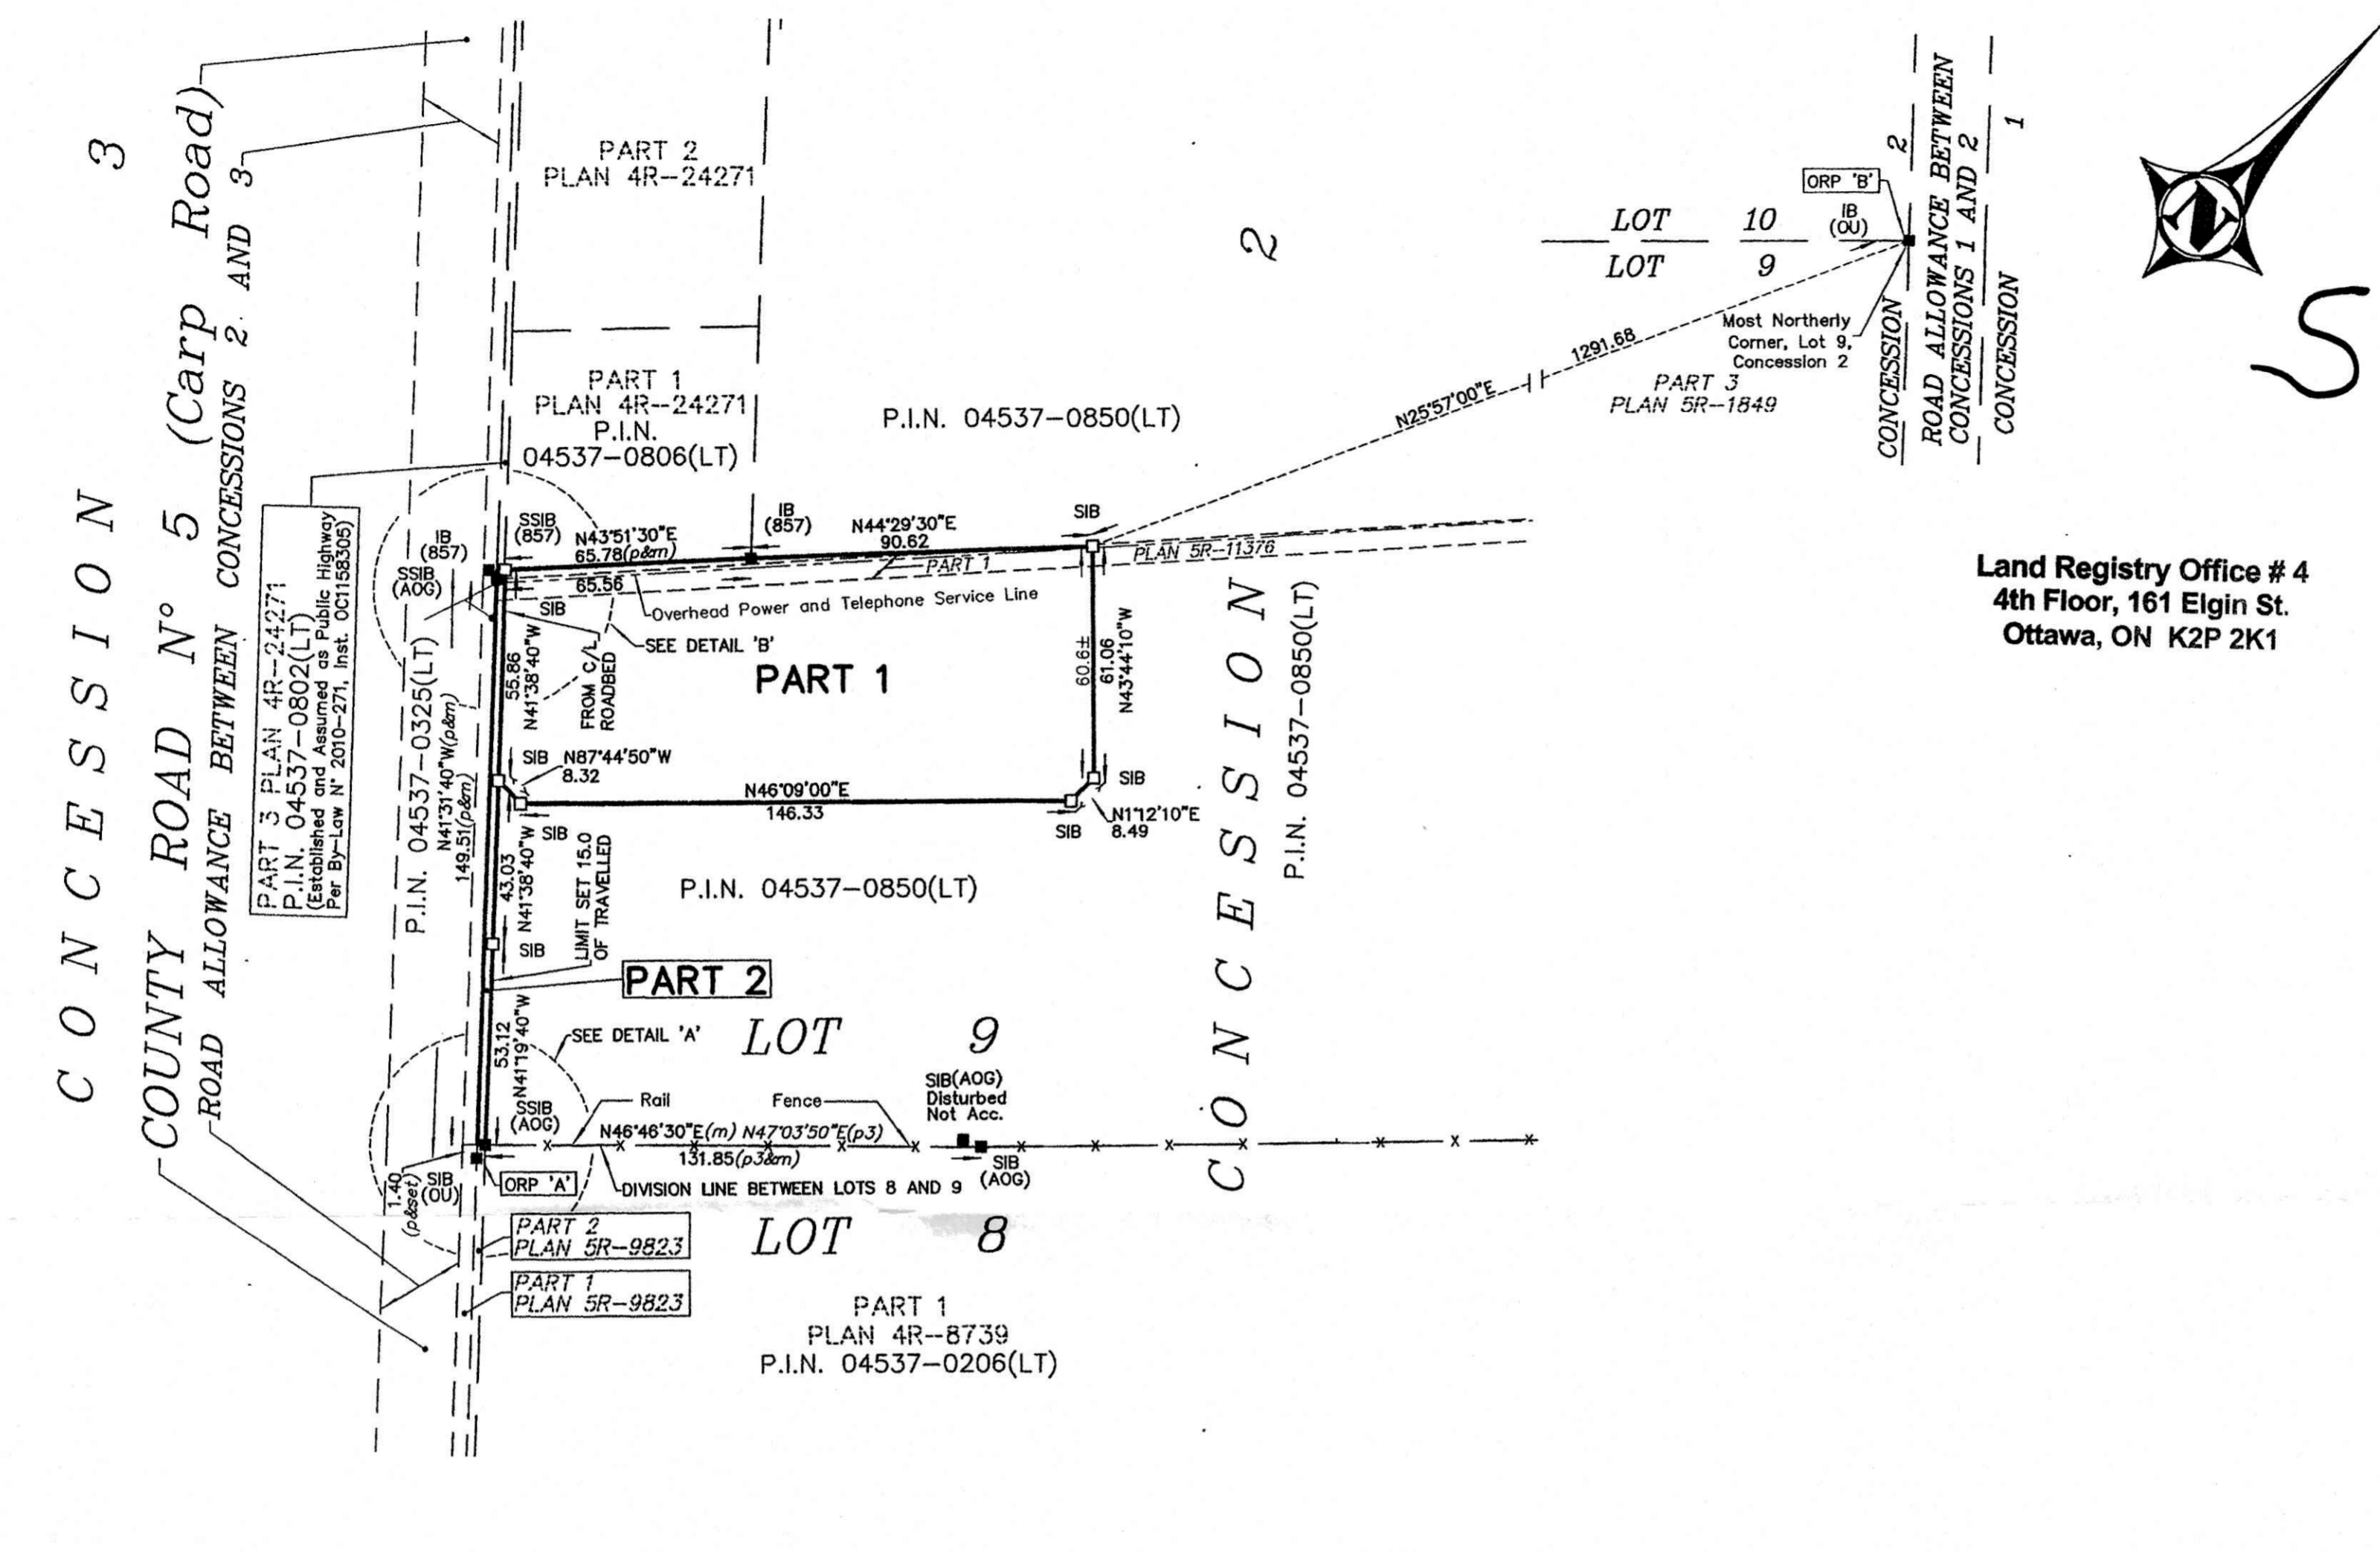 CONCESSION 3
COUNTY ROAD N° 5 (Carp Road)
ROAD ALLOWANCE BETWEEN CONCESSIONS 2 AND 3
PART 3 PLAN 4R-24271
P.I.N. 04537-0802(LT)
(Established and Assumed as Public Highway
Per By-Law N° 2010-271, Inst. OC1158305)
P.I.N. 04537-0325(LT)
N41°31'40"W(p&m)
149.51(p&m)
PART 2
PLAN 4R-24271
PART 1
PLAN 4R-24271
P.I.N.
04537-0806(LT)
P.I.N. 04537-0850(LT)
2
LOT 10
LOT 9
IB
(OU)
ORP 'B'
Most Northerly
Corner, Lot 9,
Concession 2
PART 3
PLAN 5R-1849
1291.68
N25°57'00"E
CONCESSION 2
ROAD ALLOWANCE BETWEEN
CONCESSIONS 1 AND 2
CONCESSION 1
N
S
Land Registry Office # 4
4th Floor, 161 Elgin St.
Ottawa, ON K2P 2K1
IB
(857)
SSIB
(857)
SSIB
(AOG)
N43°51'30"E
65.78(p&m)
65.56
IB
(857)
N44°29'30"E
90.62
SIB
PLAN 5R-11376
PART 1
SIB
Overhead Power and Telephone Service Line
SEE DETAIL 'B'
55.86
N41°38'40"W
FROM C/L
ROADBED
PART 1
60.6±
61.06
N43°44'10"W
SIB
N87°44'50"W
8.32
N46°09'00"E
146.33
SIB
SIB
SIB
N1°12'10"E
8.49
43.03
N41°38'40"W
LIMIT SET 15.0
OF TRAVELLED
SIB
P.I.N. 04537-0850(LT)
CONCESSION
P.I.N. 04537-0850(LT)
PART 2
53.12
N41°19'40"W
SEE DETAIL 'A'
LOT 9
SSIB
(AOG)
Rail Fence
SIB(AOG)
Disturbed
Not Acc.
N46°46'30"E(m) N47°03'50"E(p3)
131.85(p3&m)
SIB
(AOG)
1.40
(p&set)
SIB
(OU)
ORP 'A'
DIVISION LINE BETWEEN LOTS 8 AND 9
PART 2
PLAN 5R-9823
LOT 8
PART 1
PLAN 5R-9823
PART 1
PLAN 4R-8739
P.I.N. 04537-0206(LT)